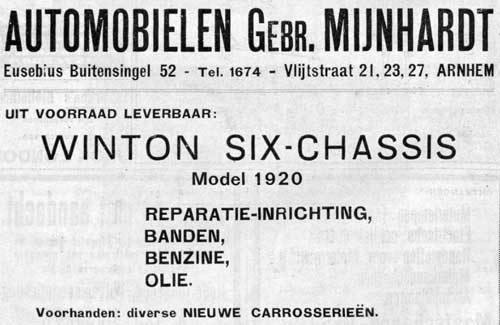 AUTOMOBIELEN GEBR. MIJNHARDT
Eusebius Buitensingel 52 - Tel. 1674 - Vlijtstraat 21, 23, 27, ARNHEM
UIT VOORRAAD LEVERBAAR:
WINTON SIX-CHASSIS
Model 1920
REPARATIE-INRICHTING,
BANDEN,
BENZINE,
OLIE.
Voorhanden: diverse NIEUWE CARROSSERIEËN.